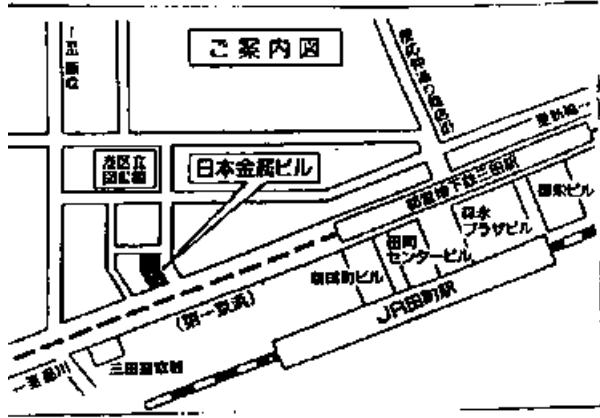 ご案内図
港区立
図書館
日本金属ビル
都営地下鉄三田駅
森永
プラザビル
田町
センタービル
朝日町ビル
JR田町駅
(第一京浜)
三田警察署